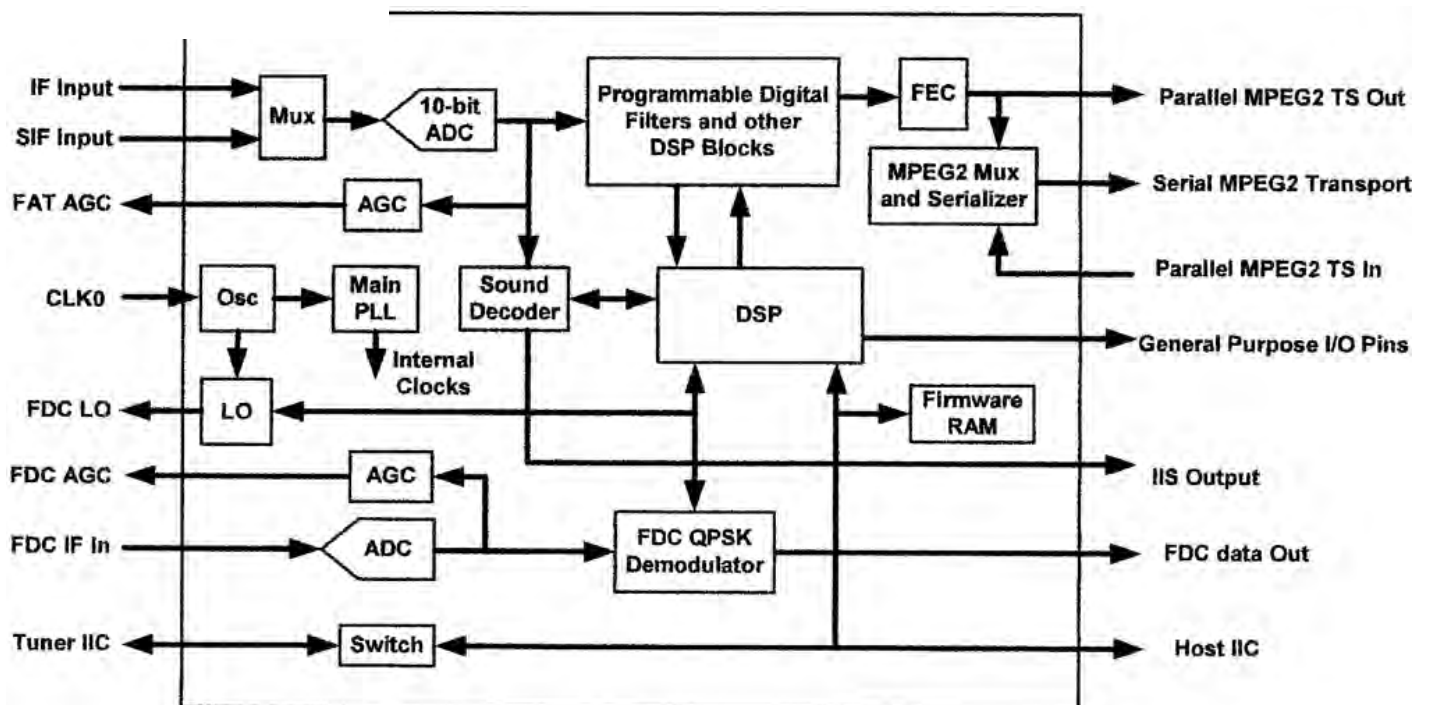 IF Input
SIF Input
FAT AGC
CLK0
FDC LO
FDC AGC
FDC IF In
Tuner IIC
Mux
10-bit
ADC
Programmable Digital
Filters and other
DSP Blocks
FEC
MPEG2 Mux
and Serializer
AGC
Osc
Main
PLL
Internal
Clocks
Sound
Decoder
DSP
LO
Firmware
RAM
AGC
ADC
FDC QPSK
Demodulator
Switch
Parallel MPEG2 TS Out
Serial MPEG2 Transport
Parallel MPEG2 TS In
General Purpose I/O Pins
IIS Output
FDC data Out
Host IIC